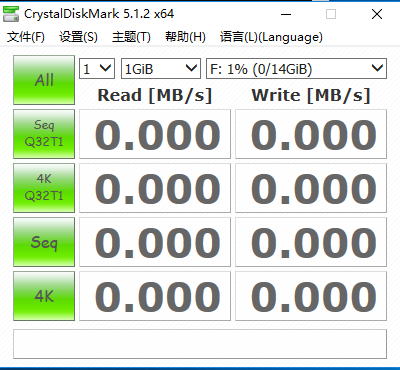 CrystalDiskMark 5.1.2 x64
文件(F) 设置(S) 主题(T) 帮助(H) 语言(L)(Language)
All 1 1GiB F: 1% (0/14GiB)
Read [MB/s] Write [MB/s]
Seq
Q32T1 0.000 0.000
4K
Q32T1 0.000 0.000
Seq 0.000 0.000
4K 0.000 0.000